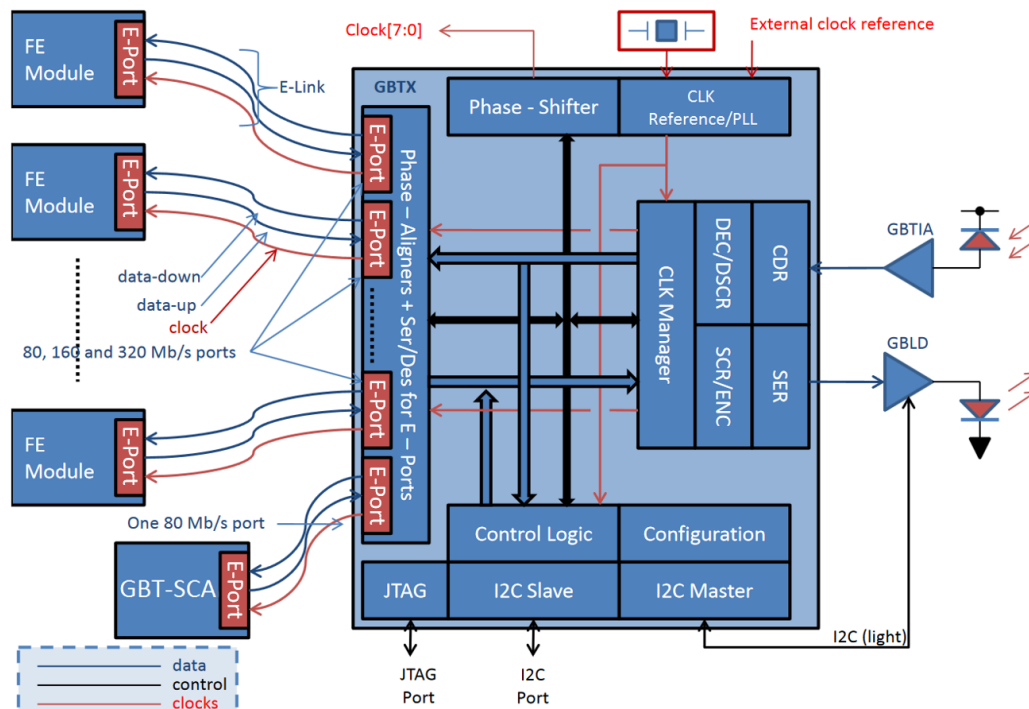 FE
Module
E-Port
E-Link
FE
Module
E-Port
data-down
data-up
clock
80, 160 and 320 Mb/s ports
FE
Module
E-Port
One 80 Mb/s port
GBT-SCA
E-Port
data
control
clocks
Clock[7:0]
External clock reference
GBTX
Phase - Shifter
CLK
Reference/PLL
E-Port
E-Port
E-Port
E-Port
Phase – Aligners + Ser/Des for E – Ports
CLK Manager
DEC/DSCR
CDR
SCR/ENC
SER
GBTIA
GBLD
Control Logic
Configuration
JTAG
I2C Slave
I2C Master
I2C (light)
JTAG
Port
I2C
Port